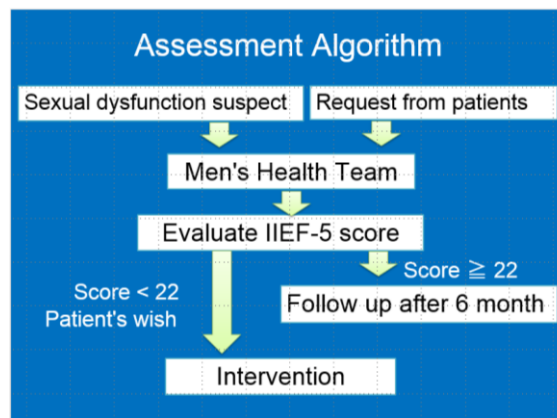 Assessment Algorithm
Sexual dysfunction suspect
Request from patients
Men's Health Team
Evaluate IIEF-5 score
Score ≧ 22
Score < 22
Patient's wish
Follow up after 6 month
Intervention